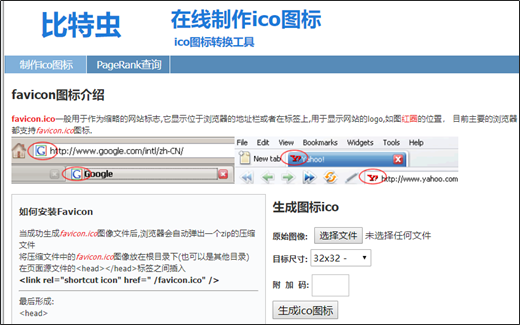 比特虫
在线制作ico图标
ico图标转换工具
制作ico图标 PageRank查询
favicon图标介绍
favicon.ico一般用于作为缩略的网站标志,它显示位于浏览器的地址栏或者在标签上,用于显示网站的logo,如图红圈的位置， 目前主要的浏览器
都支持favicon.ico图标.
http://www.google.com/intl/zh-CN/
Google
File View Bookmarks Widgets Tools Help
New tab Yahoo!
http://www.yahoo.com
如何安装Favicon
当成功生成favicon.ico图像文件后,浏览器会自动弹出一个zip的压缩
文件
将压缩文件中的favicon.ico图像放在根目录下(也可以是其他目录)
在页面源文件的<head></head>标签之间插入
<link rel="shortcut icon" href=" /favicon.ico" />
最后形成:
<head>
生成图标ico
原始图像: 选择文件 未选择任何文件
目标尺寸: 32x32 -
附 加 码:
生成ico图标